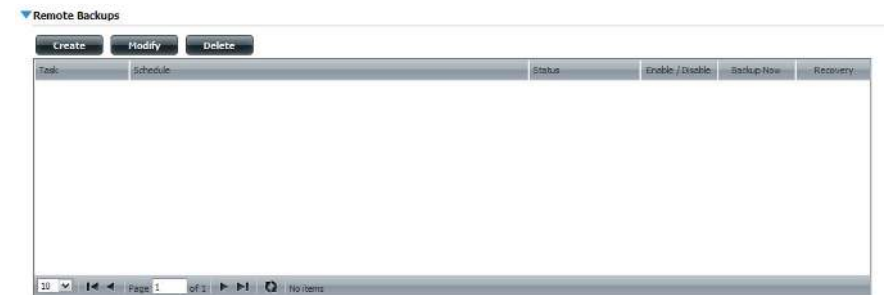 Remote Backups
Create Modify Delete
Task Schedule Status Enable / Disable Backup Now Recovery
10 Page 1 of 1 No items